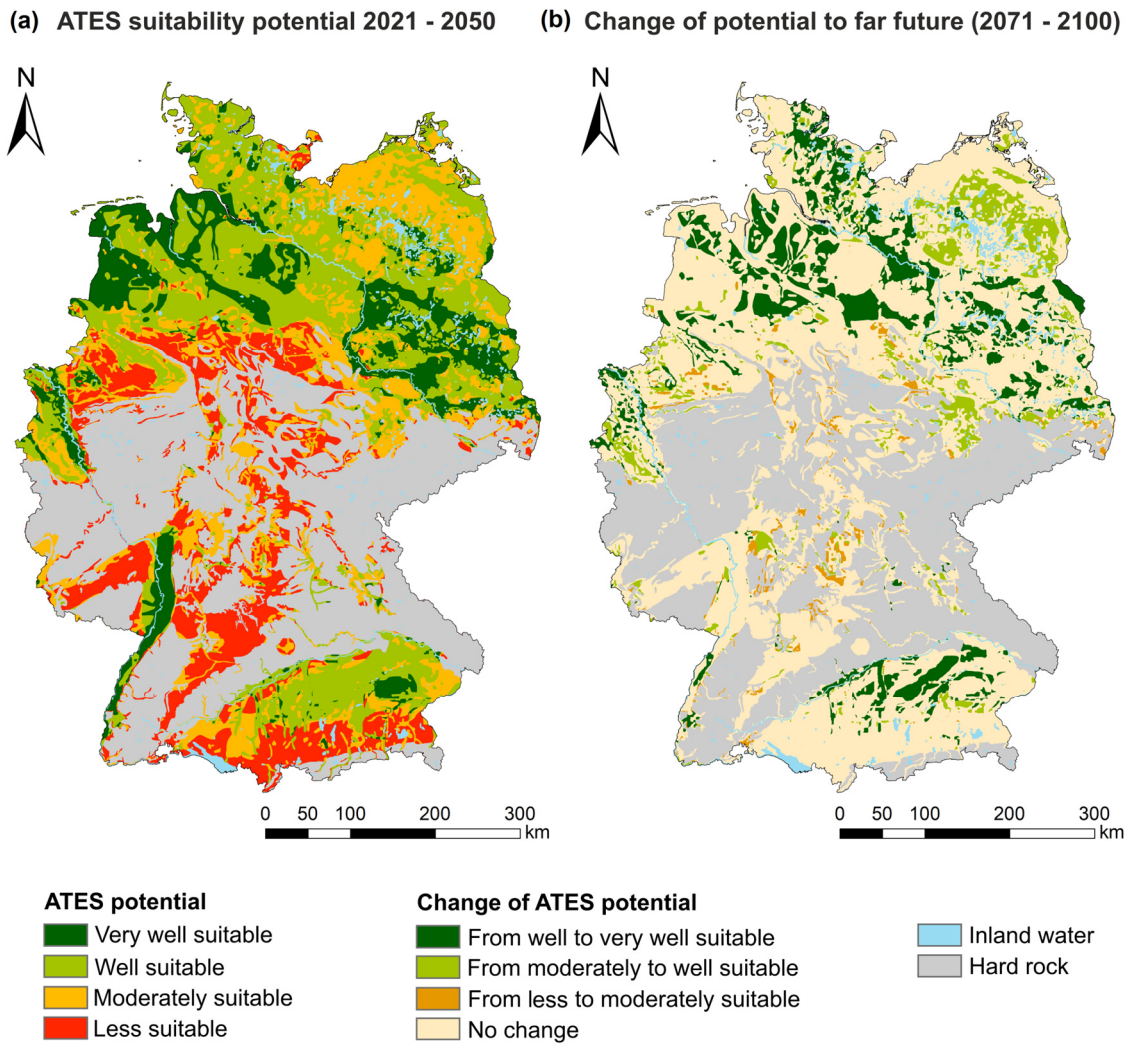 (a) ATES suitability potential 2021 - 2050
(b) Change of potential to far future (2071 - 2100)
N
N
0 50 100 200 300
km
0 50 100 200 300
km
ATES potential
Very well suitable
Well suitable
Moderately suitable
Less suitable
Change of ATES potential
From well to very well suitable
From moderately to well suitable
From less to moderately suitable
No change
Inland water
Hard rock